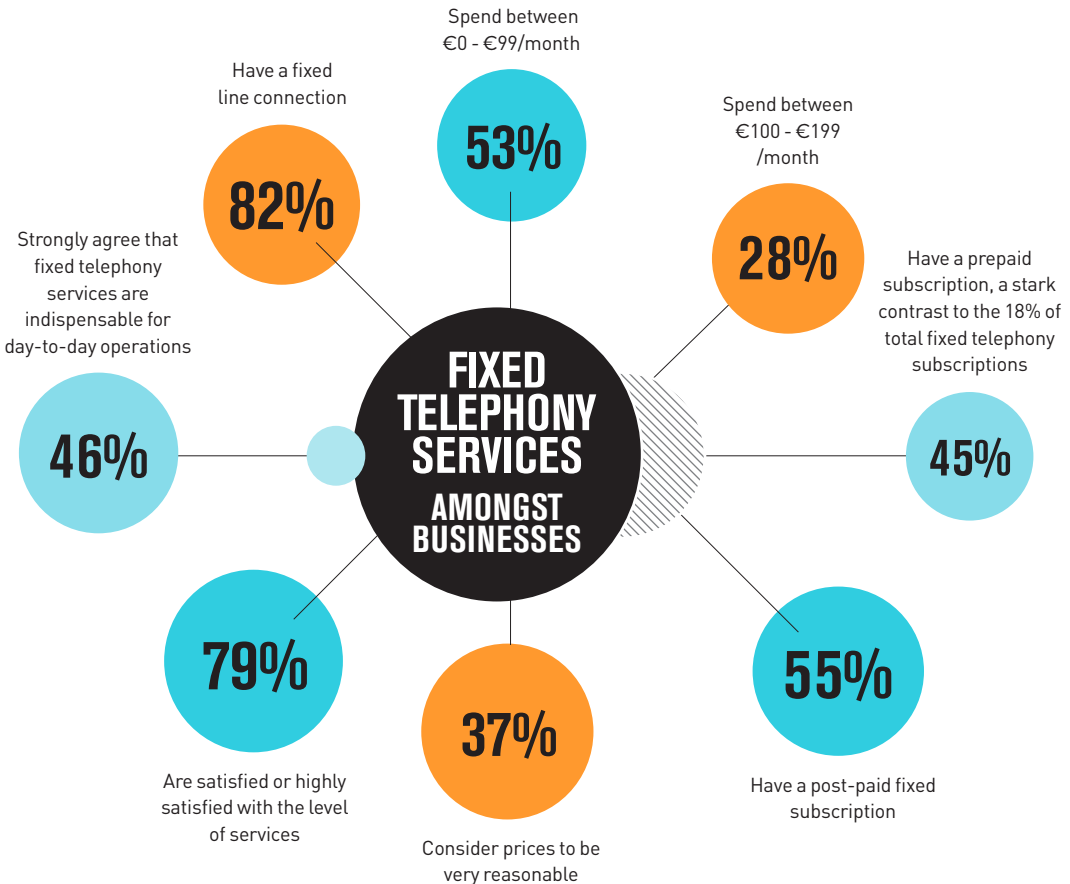 Spend between
€0 - €99/month
53%
Have a fixed
line connection
82%
Spend between
€100 - €199
/month
28%
Strongly agree that
fixed telephony
services are
indispensable for
day-to-day operations
46%
Have a prepaid
subscription, a stark
contrast to the 18% of
total fixed telephony
subscriptions
45%
FIXED
TELEPHONY
SERVICES
AMONGST
BUSINESSES
79%
Are satisfied or highly
satisfied with the level
of services
37%
Consider prices to be
very reasonable
55%
Have a post-paid fixed
subscription